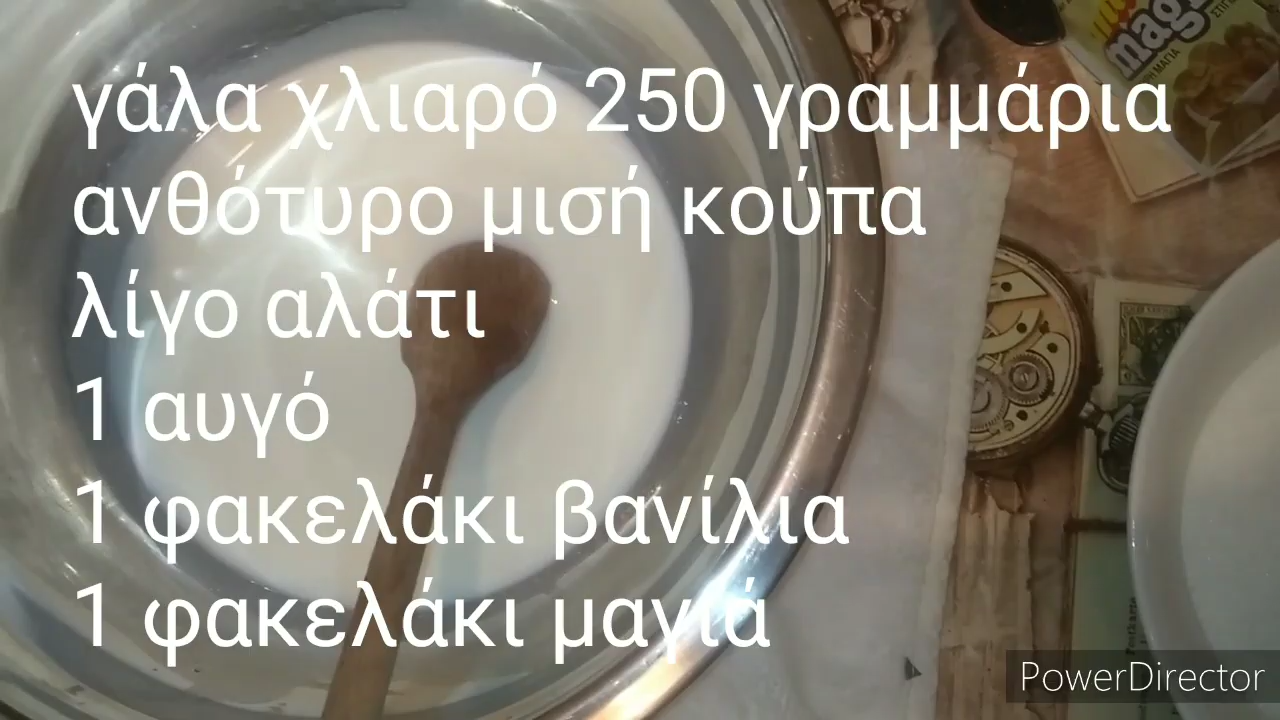 γάλα χλιαρό 250 γραμμάρια
ανθότυρο μισή κούπα
λίγο αλάτι
1 αυγό
1 φακελάκι βανίλια
1 φακελάκι μαγιά
PowerDirector